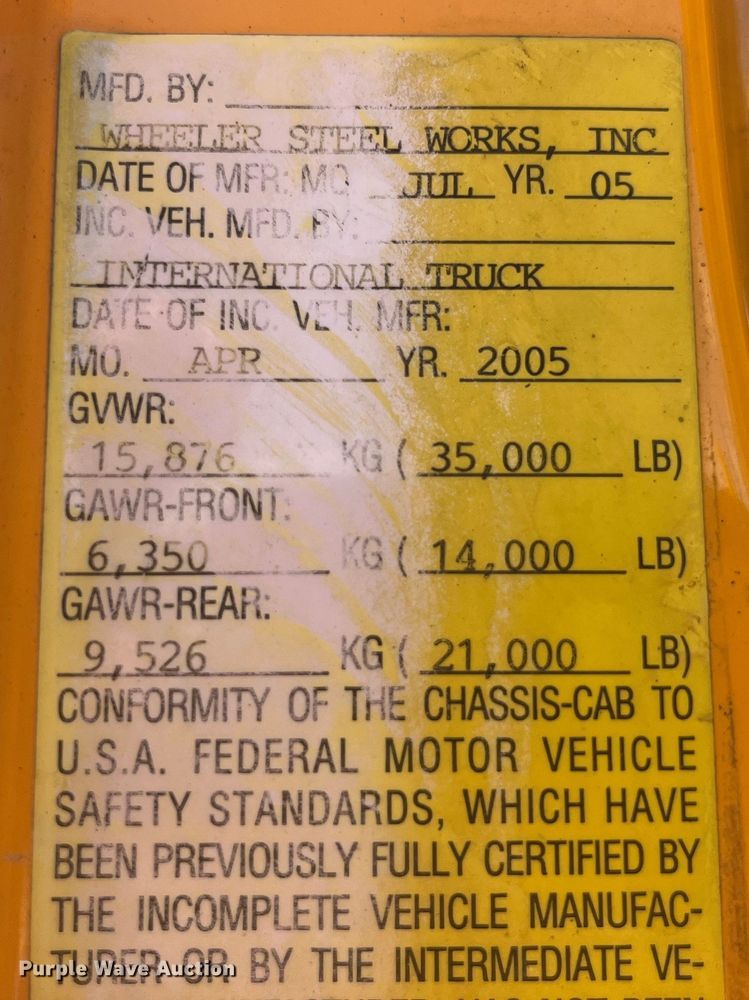 MFD. BY:
WHEELER STEEL WORKS, INC
DATE OF MFR: MO JUL YR. 05
INC. VEH. MFD. BY:
INTERNATIONAL TRUCK
DATE OF INC. VEH. MFR:
MO. APR YR. 2005
GVWR:
15,876 KG ( 35,000 LB)
GAWR-FRONT:
6,350 KG ( 14,000 LB)
GAWR-REAR:
9,526 KG ( 21,000 LB)
CONFORMITY OF THE CHASSIS-CAB TO
U.S.A. FEDERAL MOTOR VEHICLE
SAFETY STANDARDS, WHICH HAVE
BEEN PREVIOUSLY FULLY CERTIFIED BY
THE INCOMPLETE VEHICLE MANUFAC-
TURER OR BY THE INTERMEDIATE VE-
Purple Wave Auction